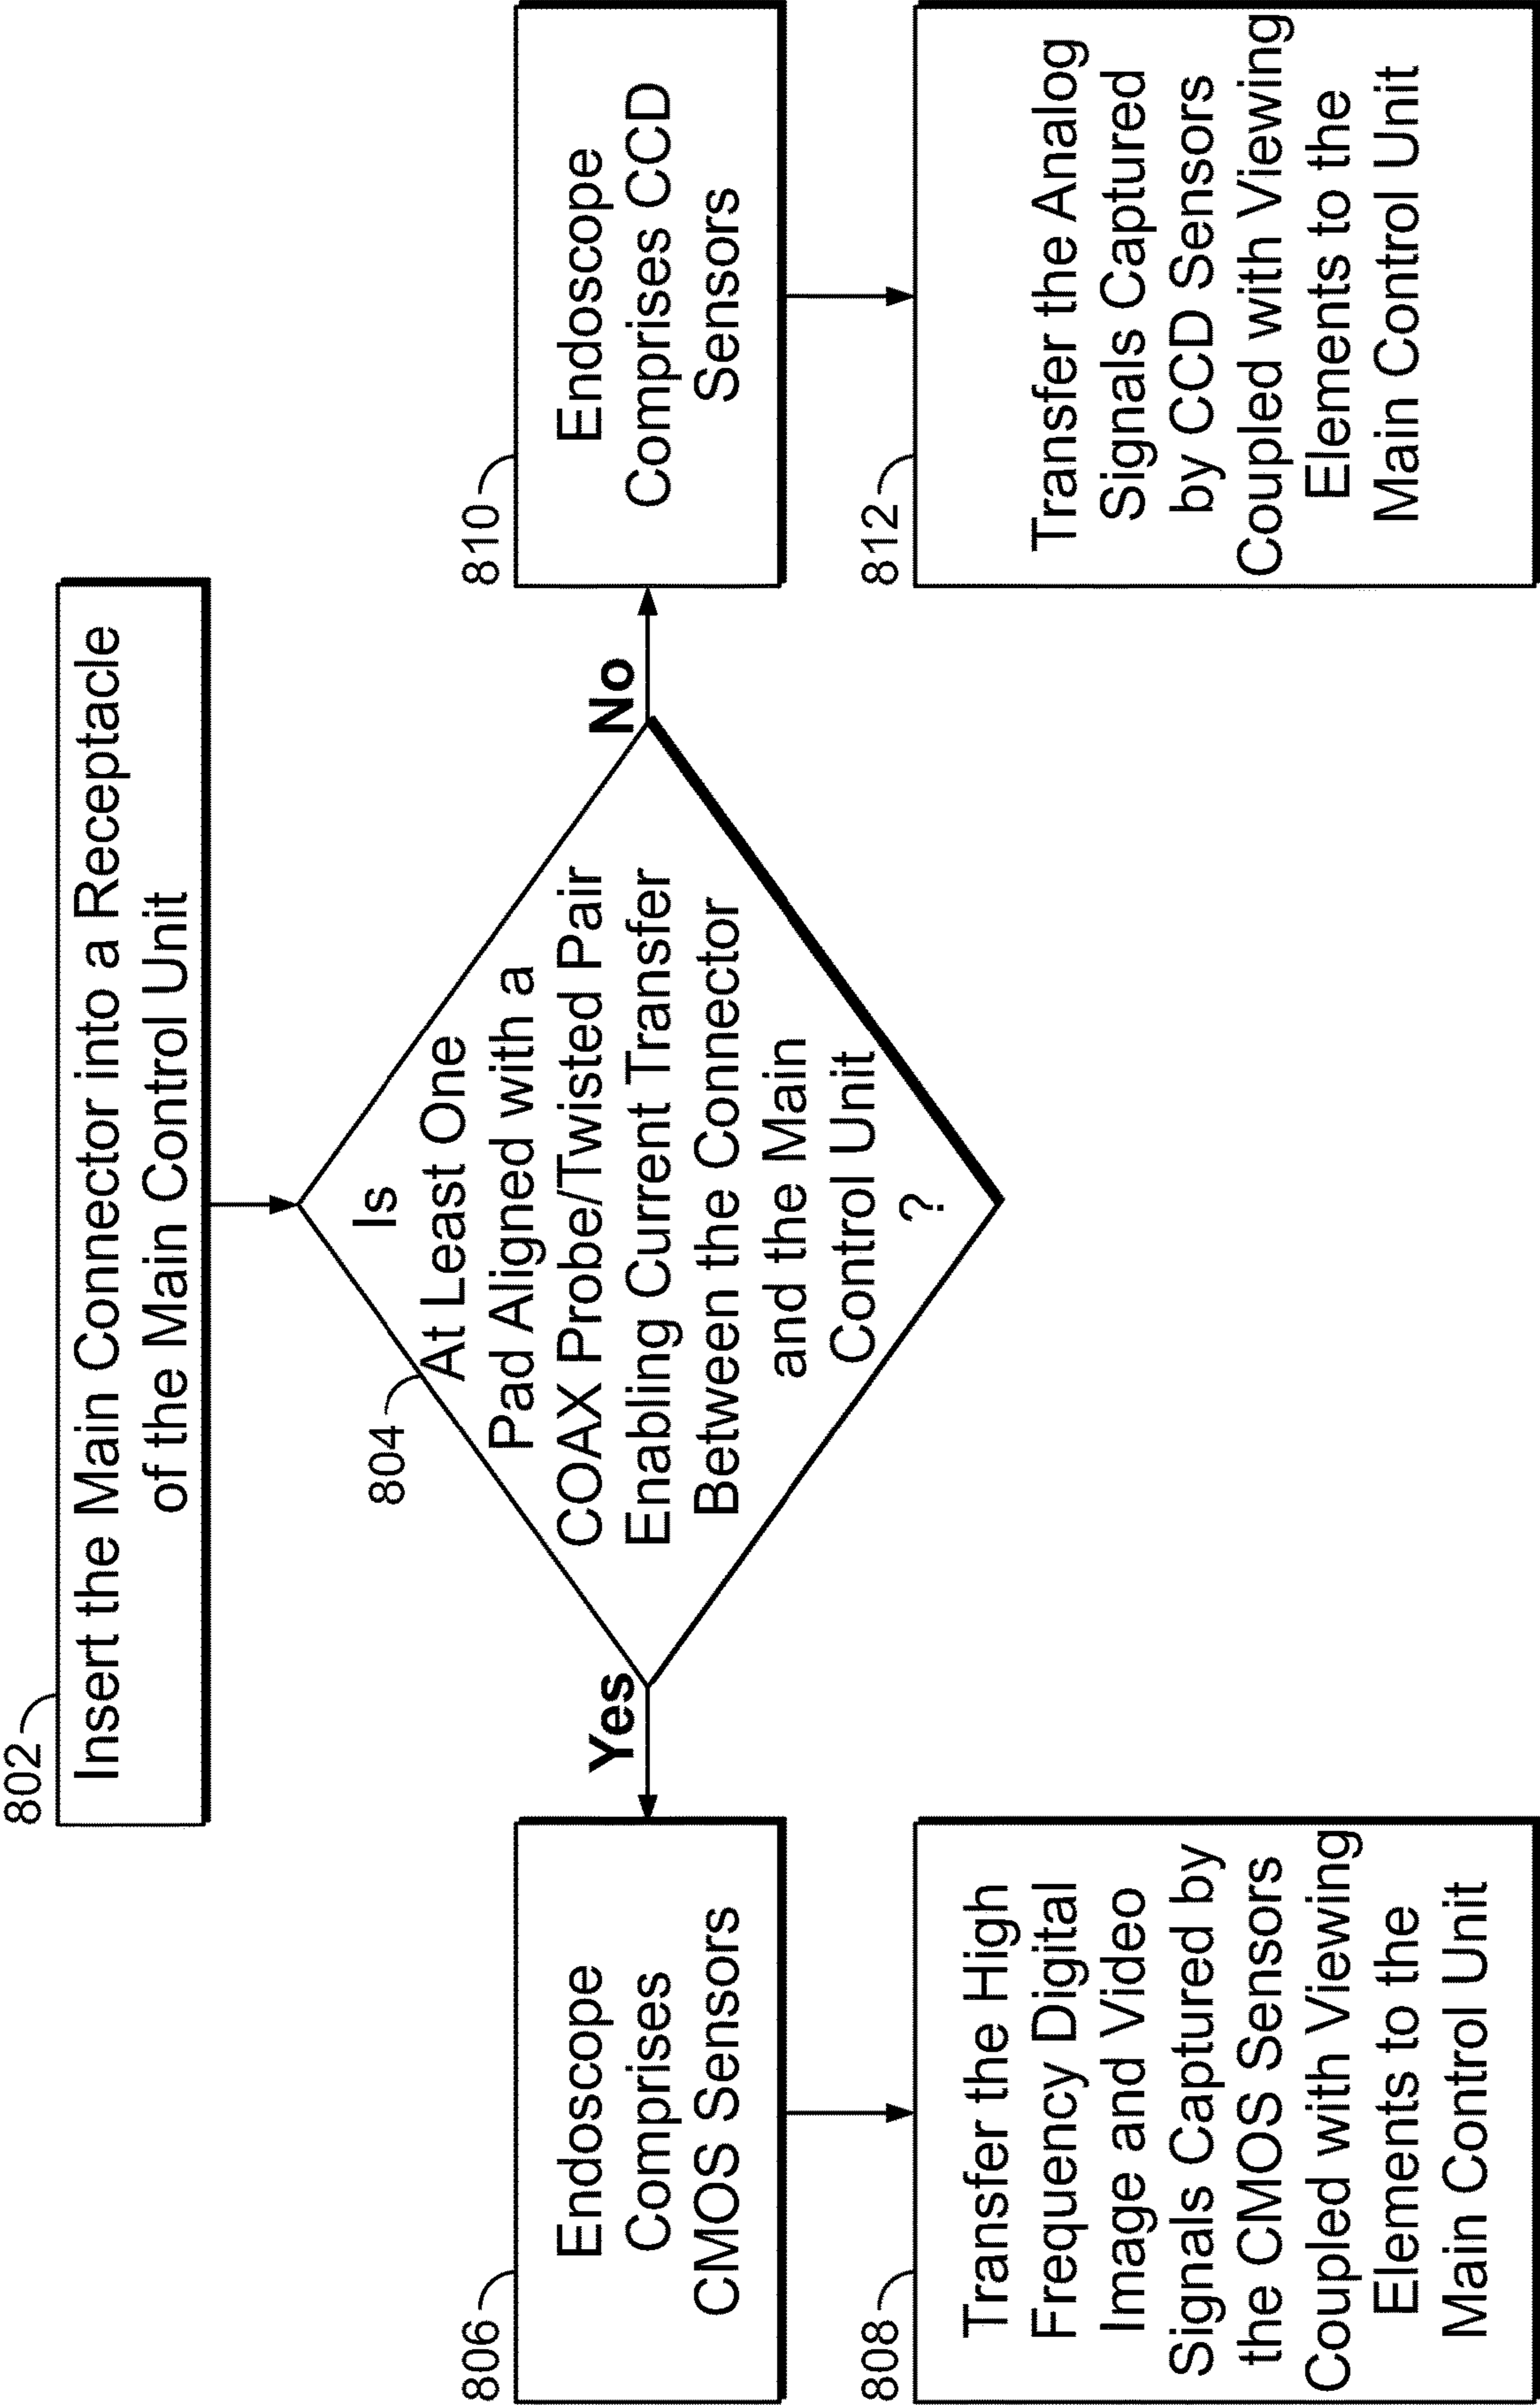 802
Insert the Main Connector into a Receptacle
of the Main Control Unit
804
Is
At Least One
Pad Aligned with a
COAX Probe/Twisted Pair
Enabling Current Transfer
Between the Connector
and the Main
Control Unit
?
Yes
No
806
Endoscope
Comprises
CMOS Sensors
808
Transfer the High
Frequency Digital
Image and Video
Signals Captured by
the CMOS Sensors
Coupled with Viewing
Elements to the
Main Control Unit
810
Endoscope
Comprises CCD
Sensors
812
Transfer the Analog
Signals Captured
by CCD Sensors
Coupled with Viewing
Elements to the
Main Control Unit